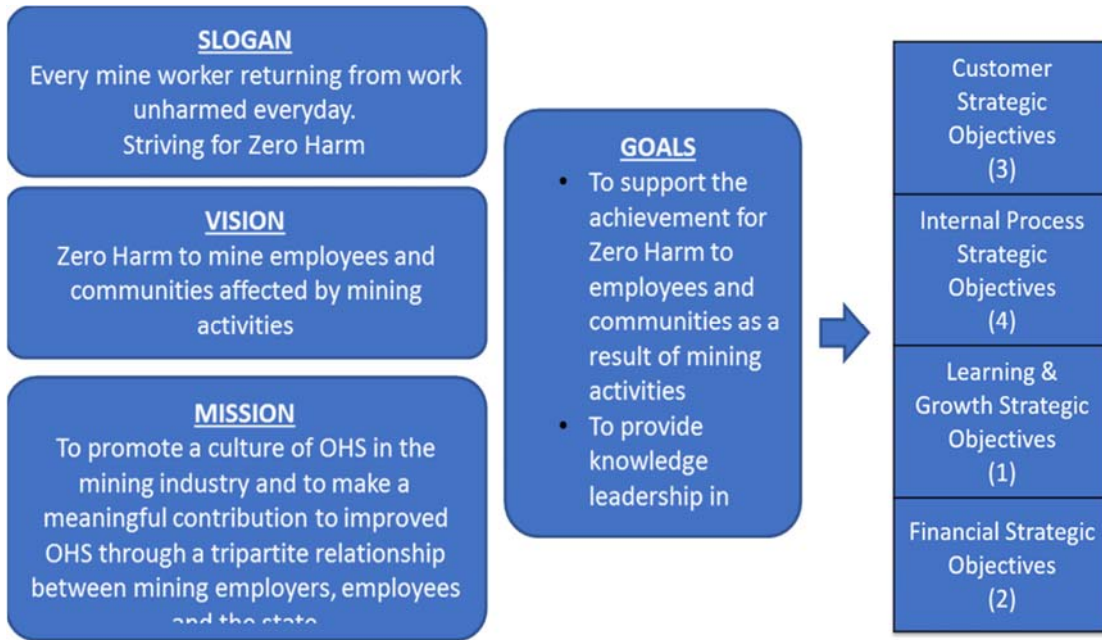 SLOGAN
Every mine worker returning from work
unharmed everyday.
Striving for Zero Harm
VISION
Zero Harm to mine employees and
communities affected by mining
activities
MISSION
To promote a culture of OHS in the
mining industry and to make a
meaningful contribution to improved
OHS through a tripartite relationship
between mining employers, employees
and the state
GOALS
• To support the
achievement for
Zero Harm to
employees and
communities as a
result of mining
activities
• To provide
knowledge
leadership in
Customer
Strategic
Objectives
(3)
Internal Process
Strategic
Objectives
(4)
Learning &
Growth Strategic
Objectives
(1)
Financial Strategic
Objectives
(2)